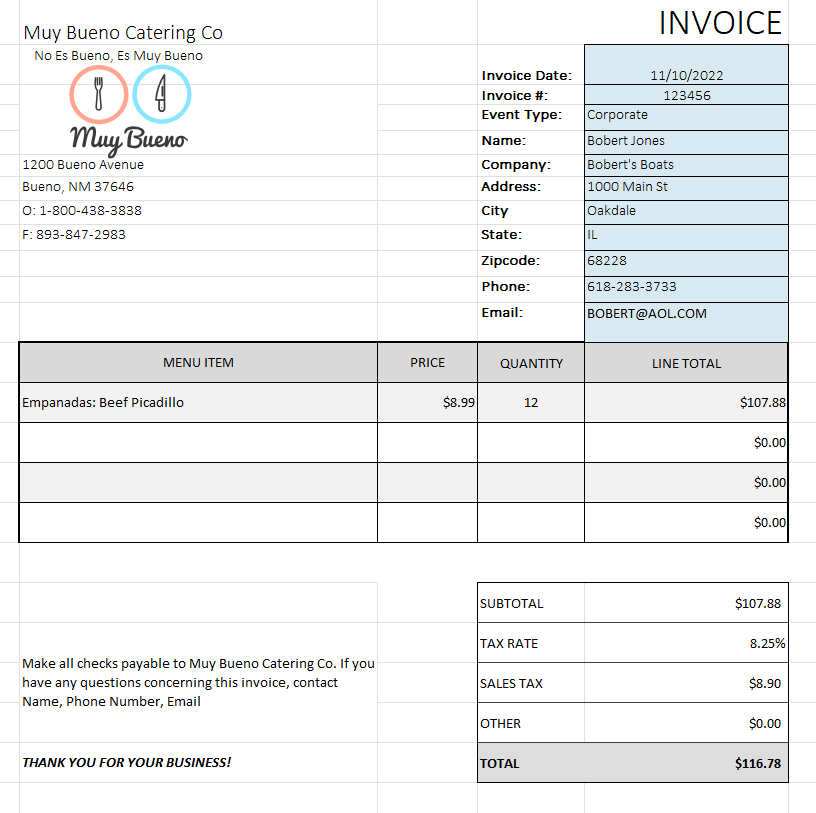 INVOICE
Muy Bueno Catering Co
No Es Bueno, Es Muy Bueno
Muy Bueno
1200 Bueno Avenue
Bueno, NM 37646
O: 1-800-438-3838
F: 893-847-2983
Invoice Date: 11/10/2022
Invoice #: 123456
Event Type: Corporate
Name: Bobert Jones
Company: Bobert's Boats
Address: 1000 Main St
City Oakdale
State: IL
Zipcode: 68228
Phone: 618-283-3733
Email: BOBERT@AOL.COM
MENU ITEM PRICE QUANTITY LINE TOTAL
Empanadas: Beef Picadillo $8.99 12 $107.88
$0.00
$0.00
$0.00
SUBTOTAL $107.88
TAX RATE 8.25%
SALES TAX $8.90
OTHER $0.00
TOTAL $116.78
Make all checks payable to Muy Bueno Catering Co. If you
have any questions concerning this invoice, contact
Name, Phone Number, Email
THANK YOU FOR YOUR BUSINESS!